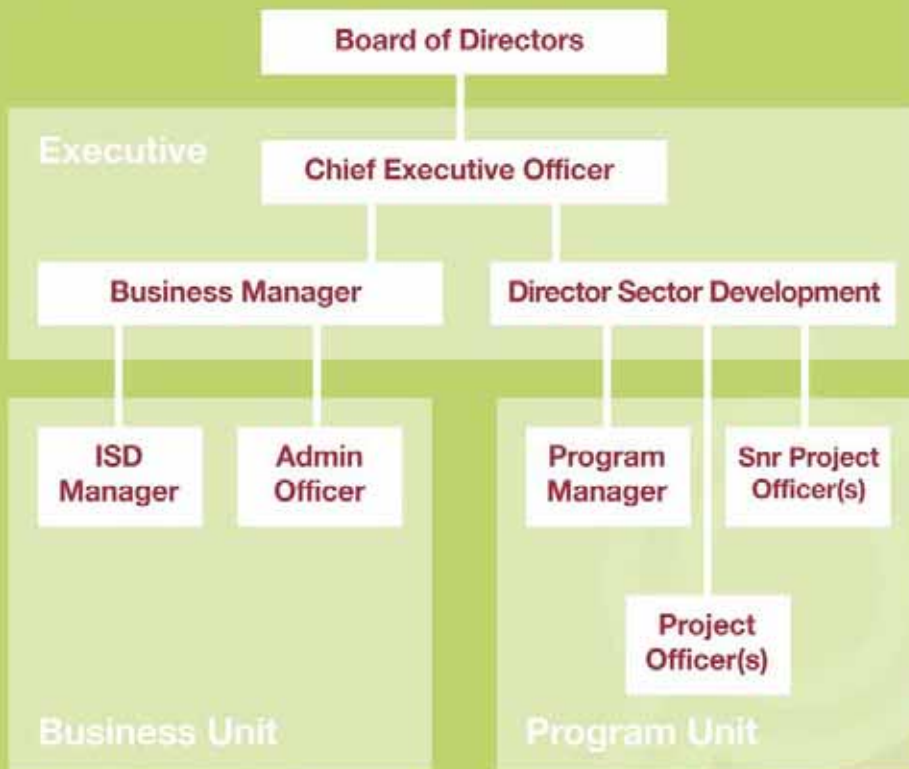 Board of Directors
Executive
Chief Executive Officer
Business Manager
Director Sector Development
ISD
Manager
Admin
Officer
Program
Manager
Snr Project
Officer(s)
Project
Officer(s)
Business Unit
Program Unit